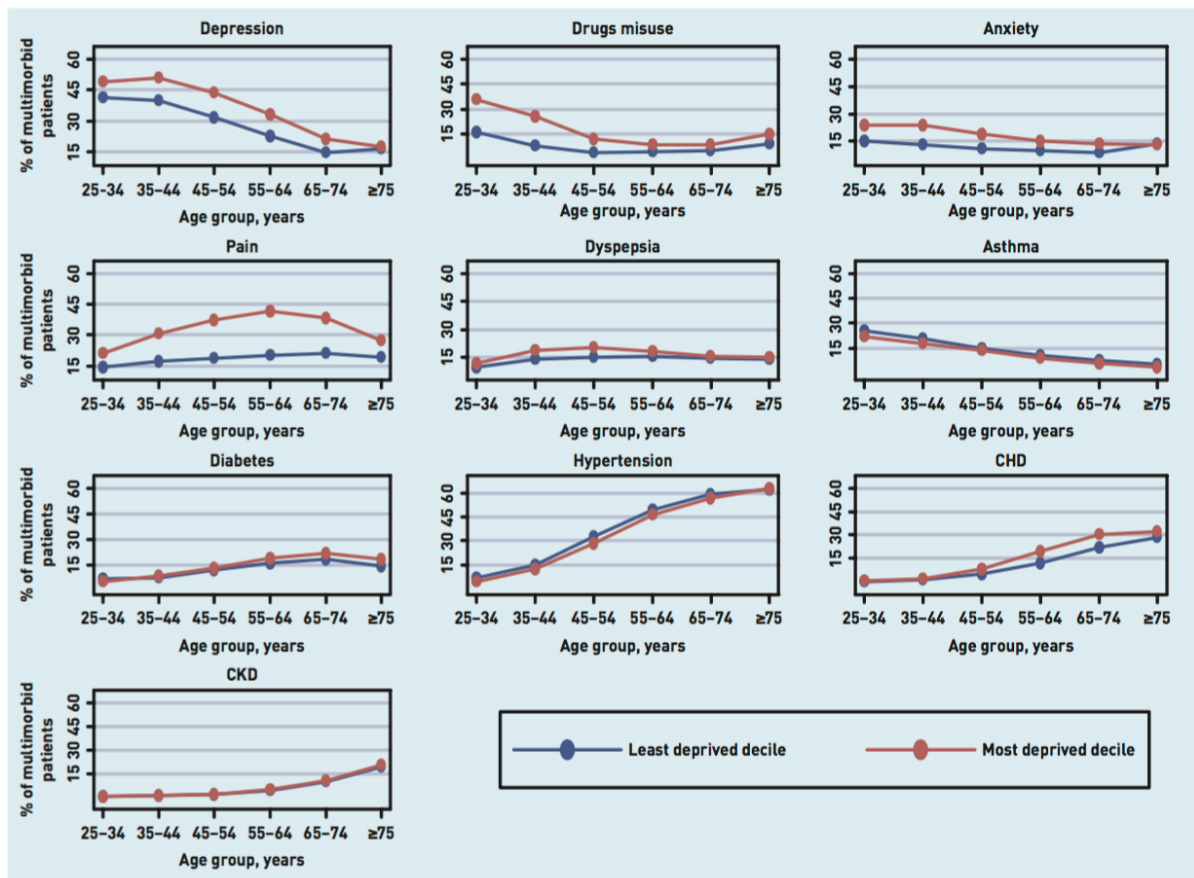 Depression
% of multimorbid
patients
60
45
30
15
25–34 35–44 45–54 55–64 65–74 ≥75
Age group, years
Drugs misuse
60
45
30
15
25–34 35–44 45–54 55–64 65–74 ≥75
Age group, years
Anxiety
60
45
30
15
25–34 35–44 45–54 55–64 65–74 ≥75
Age group, years
Pain
% of multimorbid
patients
60
45
30
15
25–34 35–44 45–54 55–64 65–74 ≥75
Age group, years
Dyspepsia
60
45
30
15
25–34 35–44 45–54 55–64 65–74 ≥75
Age group, years
Asthma
60
45
30
15
25–34 35–44 45–54 55–64 65–74 ≥75
Age group, years
Diabetes
% of multimorbid
patients
60
45
30
15
25–34 35–44 45–54 55–64 65–74 ≥75
Age group, years
Hypertension
60
45
30
15
25–34 35–44 45–54 55–64 65–74 ≥75
Age group, years
CHD
60
45
30
15
25–34 35–44 45–54 55–64 65–74 ≥75
Age group, years
CKD
% of multimorbid
patients
60
45
30
15
25–34 35–44 45–54 55–64 65–74 ≥75
Age group, years
Least deprived decile
Most deprived decile